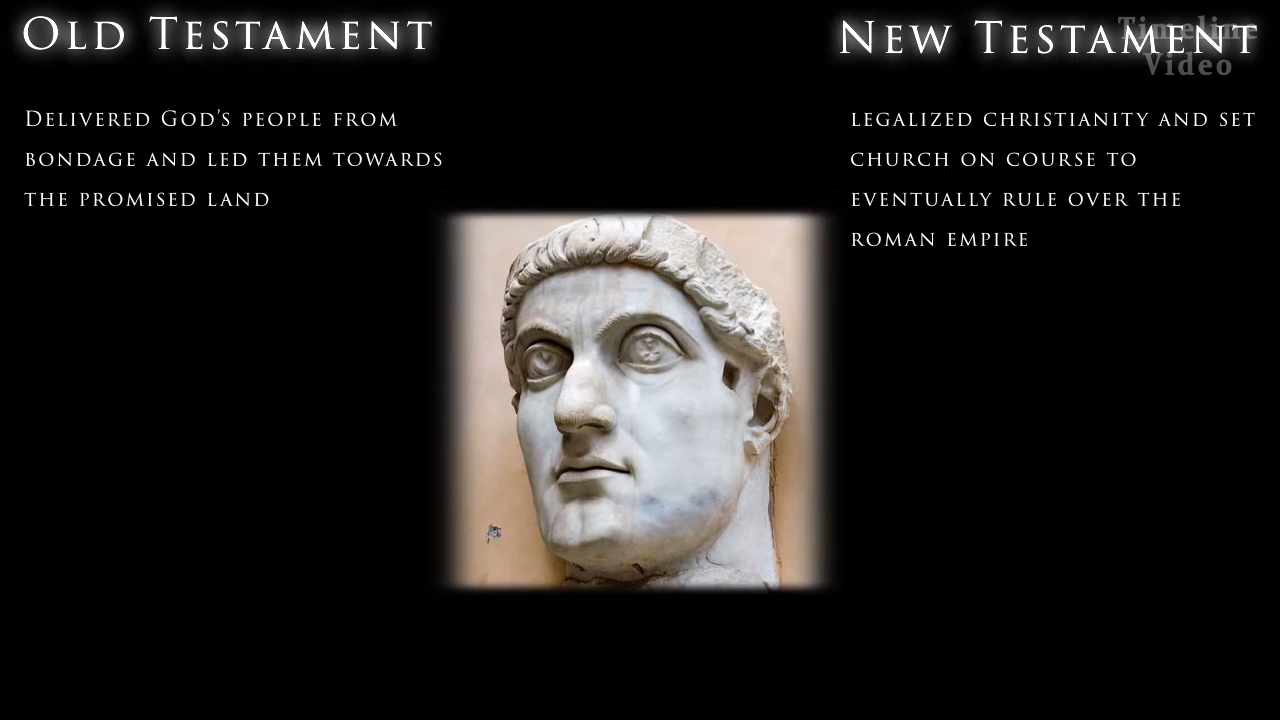 Old Testament
New Testament
Timeline
Video
Delivered God's people from
bondage and led them towards
the promised land
legalized christianity and set
church on course to
eventually rule over the
roman empire